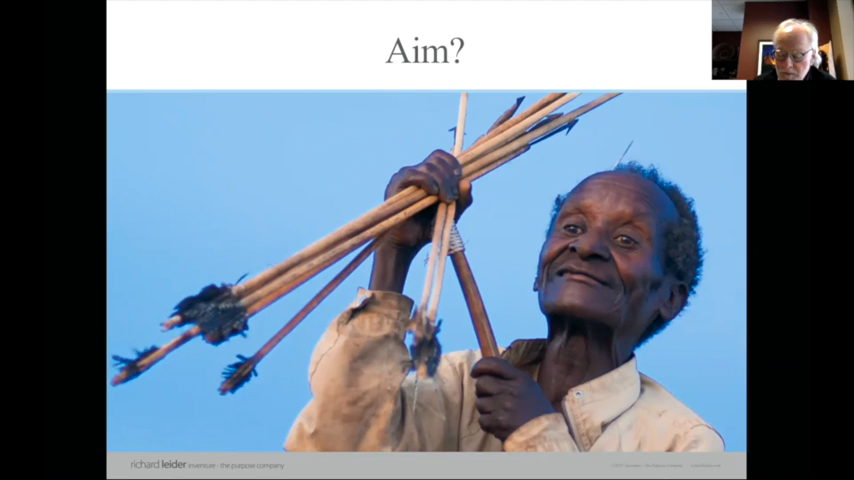 Aim?
richard leider inventure - the purpose company